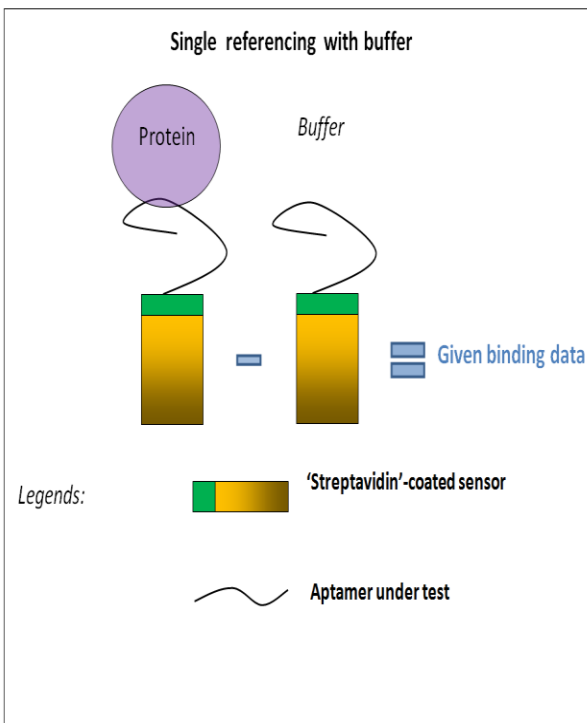 Single referencing with buffer
Protein
Buffer
Given binding data
Legends:
'Streptavidin'-coated sensor
Aptamer under test